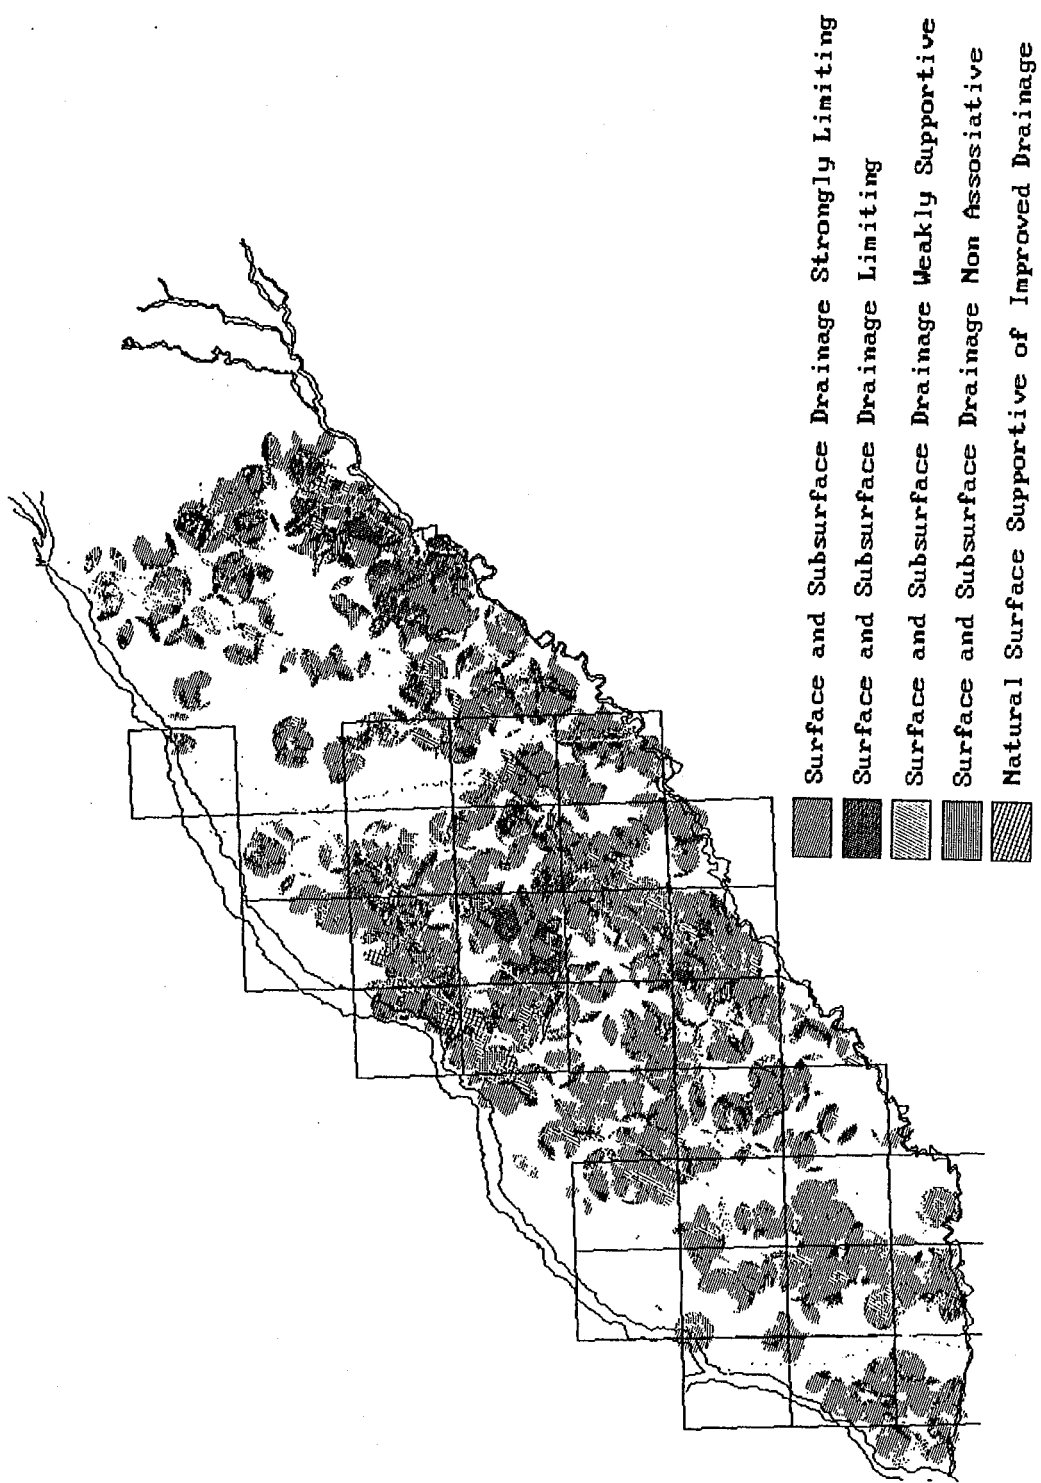 Surface and Subsurface Drainage Strongly Limiting
Surface and Subsurface Drainage Limiting
Surface and Subsurface Drainage Weakly Supportive
Surface and Subsurface Drainage Non Assosiative
Natural Surface Supportive of Improved Drainage